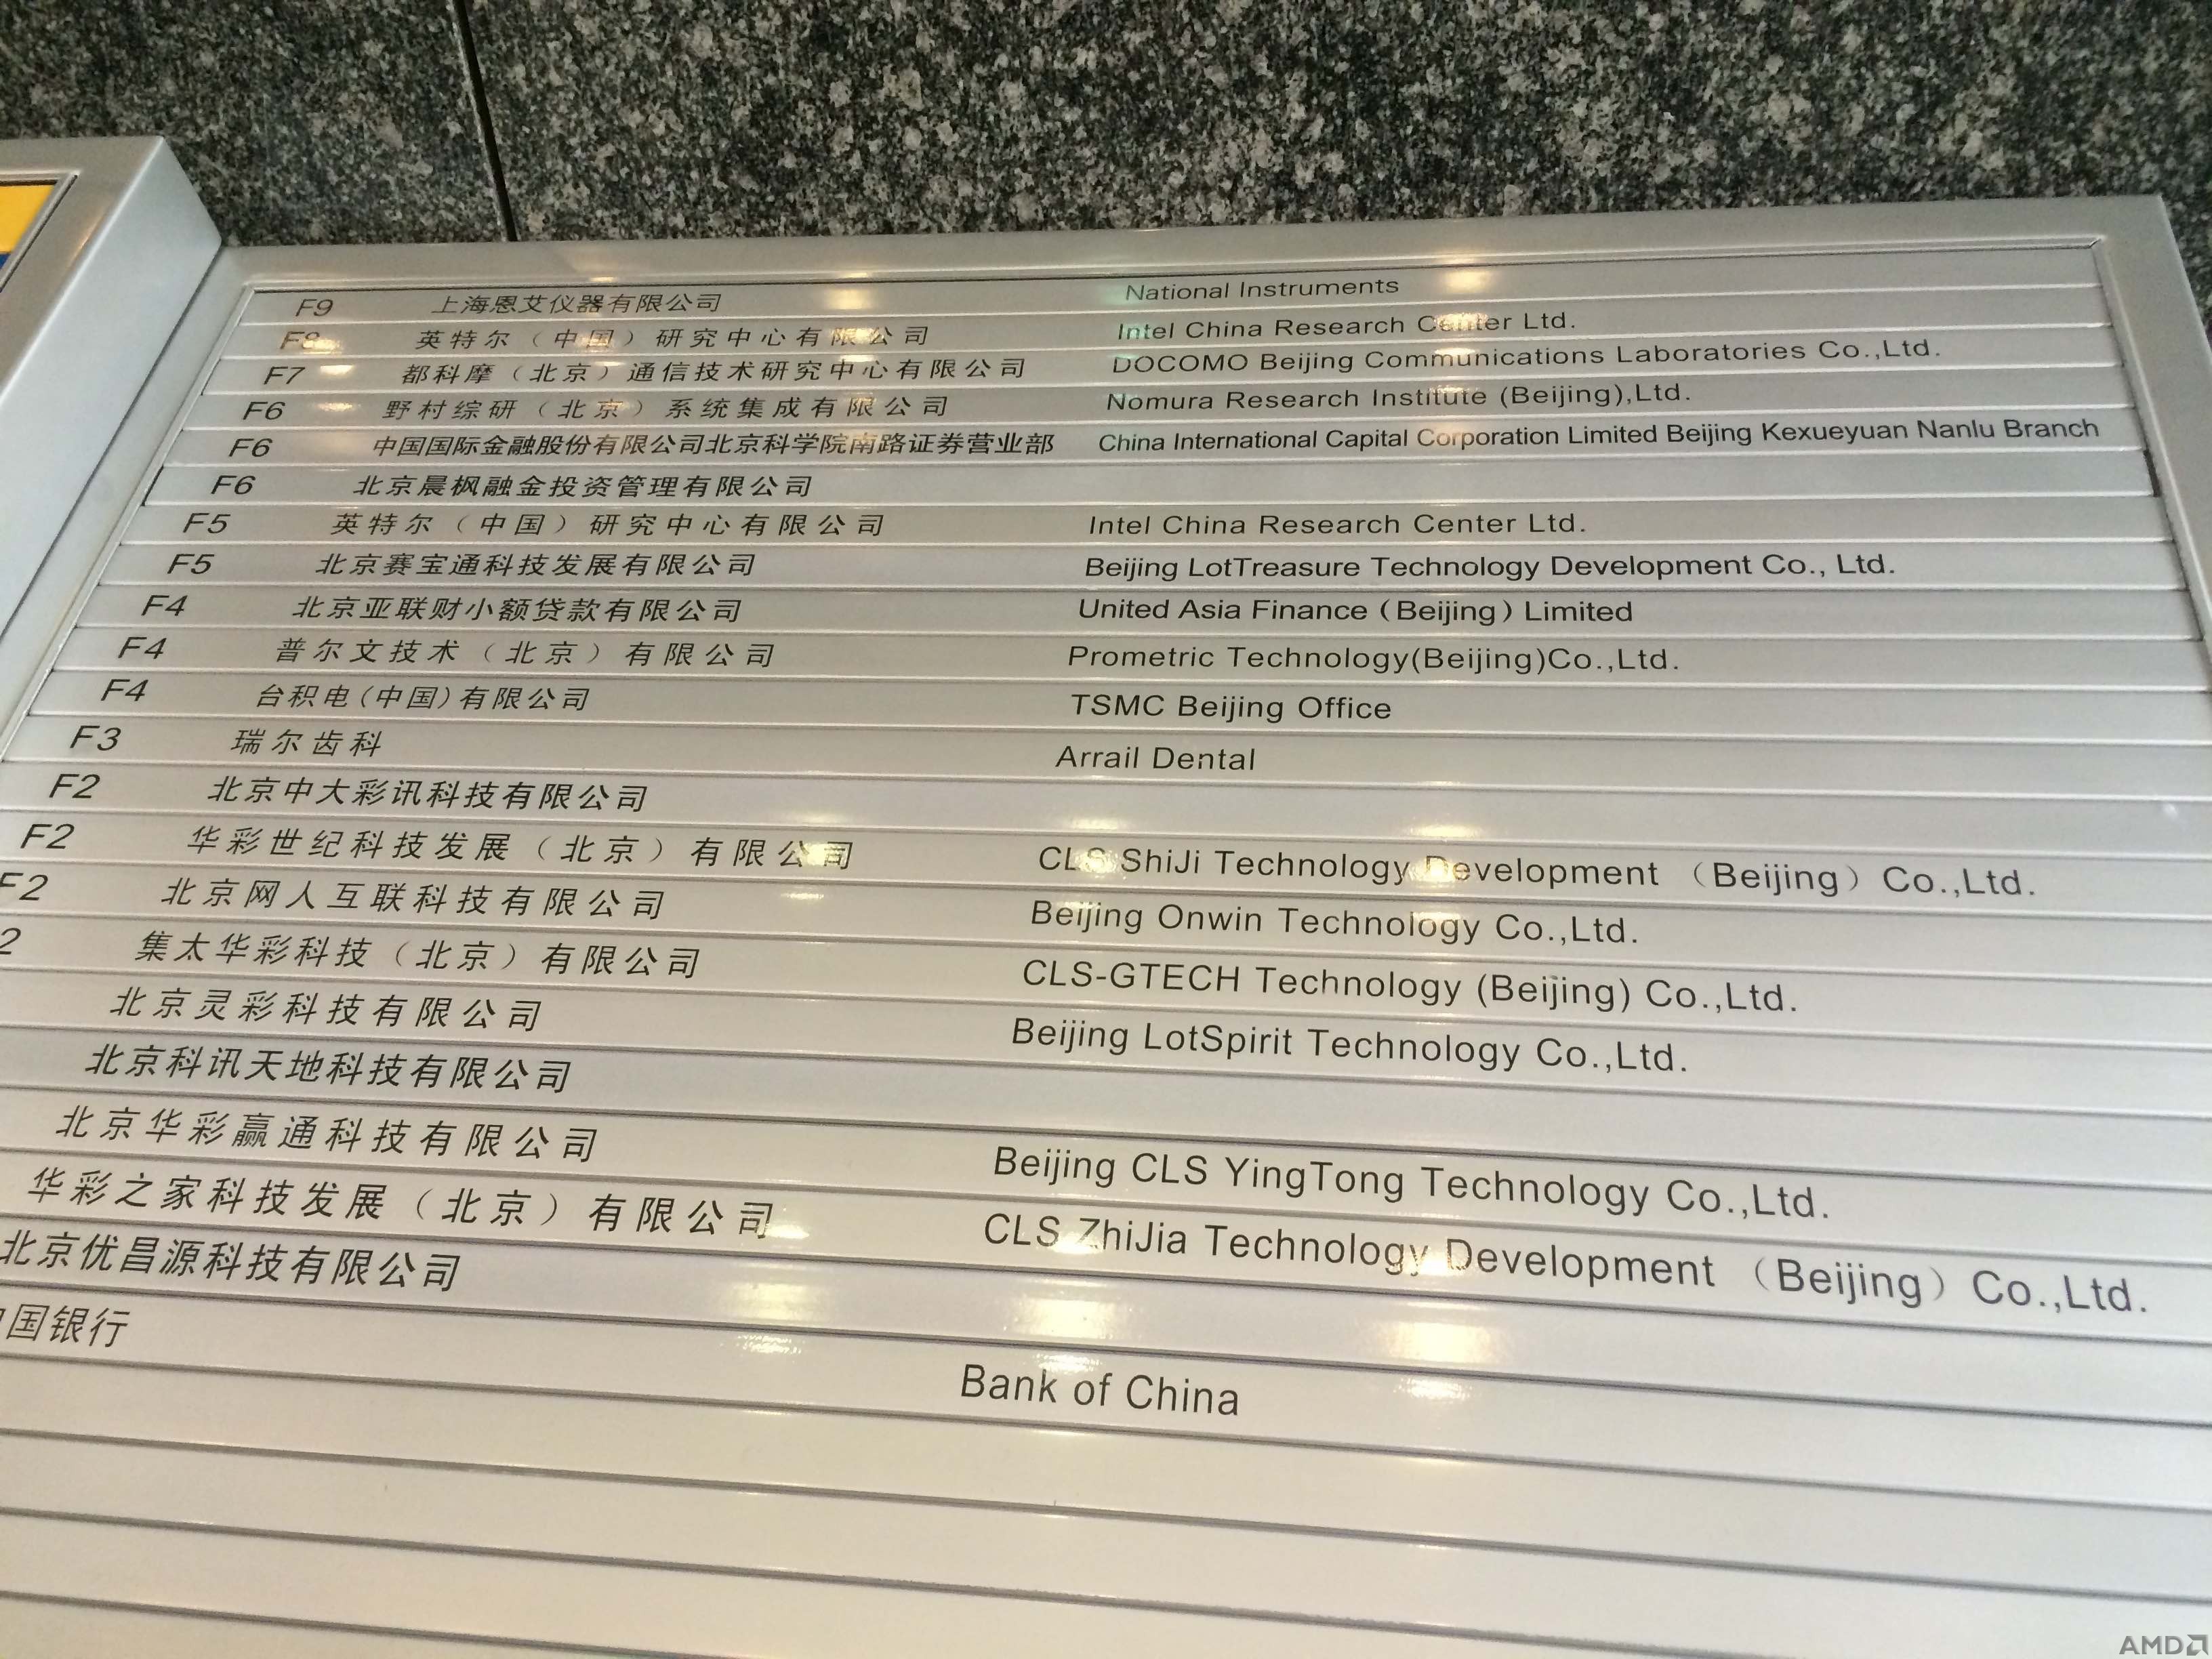 F9 上海恩艾仪器有限公司 National Instruments
F8 英特尔（中国）研究中心有限公司 Intel China Research Center Ltd.
F7 都科摩（北京）通信技术研究中心有限公司 DOCOMO Beijing Communications Laboratories Co.,Ltd.
F6 野村综研（北京）系统集成有限公司 Nomura Research Institute (Beijing),Ltd.
F6 中国国际金融股份有限公司北京科学院南路证券营业部 China International Capital Corporation Limited Beijing Kexueyuan Nanlu Branch
F6 北京晨枫融金投资管理有限公司
F5 英特尔（中国）研究中心有限公司 Intel China Research Center Ltd.
F5 北京赛宝通科技发展有限公司 Beijing LotTreasure Technology Development Co., Ltd.
F4 北京亚联财小额贷款有限公司 United Asia Finance（Beijing）Limited
F4 普尔文技术（北京）有限公司 Prometric Technology(Beijing)Co.,Ltd.
F4 台积电(中国)有限公司 TSMC Beijing Office
F3 瑞尔齿科 Arrail Dental
F2 北京中大彩讯科技有限公司
F2 华彩世纪科技发展（北京）有限公司 CLS ShiJi Technology Development （Beijing）Co.,Ltd.
F2 北京网人互联科技有限公司 Beijing Onwin Technology Co.,Ltd.
2 集太华彩科技（北京）有限公司 CLS-GTECH Technology (Beijing) Co.,Ltd.
北京灵彩科技有限公司 Beijing LotSpirit Technology Co.,Ltd.
北京科讯天地科技有限公司
北京华彩赢通科技有限公司 Beijing CLS YingTong Technology Co.,Ltd.
华彩之家科技发展（北京）有限公司 CLS ZhiJia Technology Development （Beijing）Co.,Ltd.
北京优昌源科技有限公司
中国银行 Bank of China
AMD